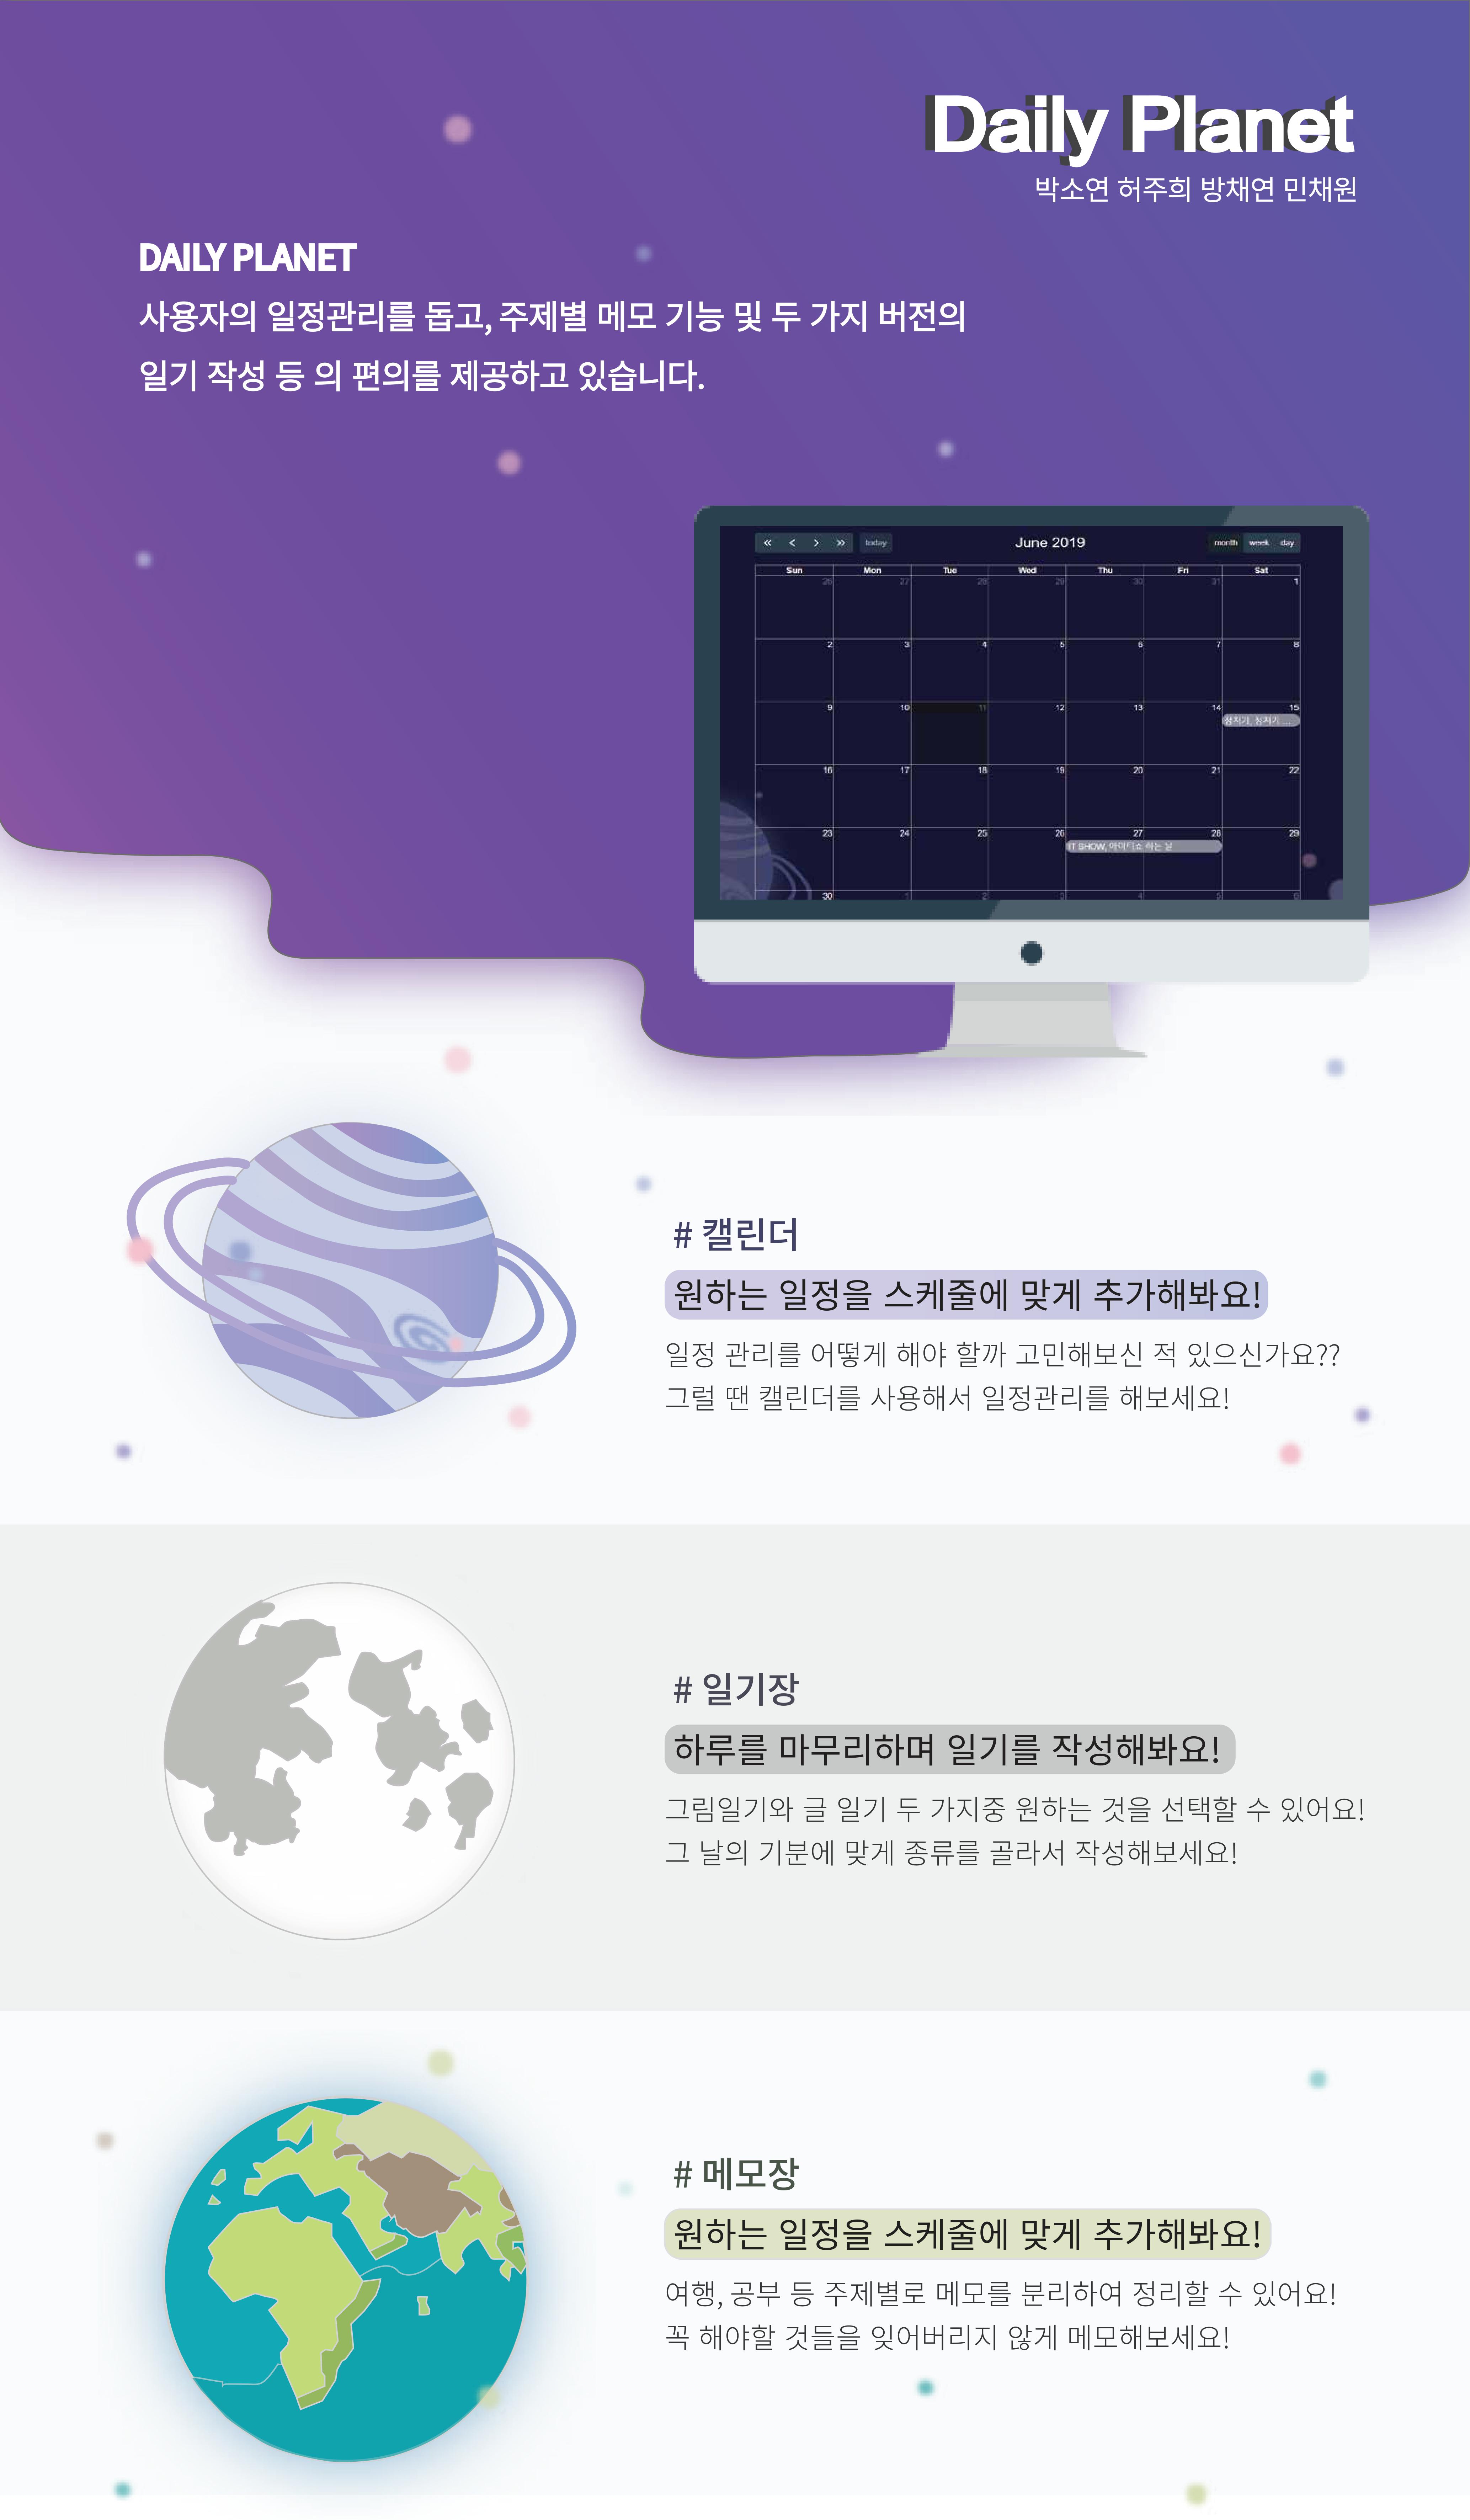 Daily Planet
박소연 허주희 방채연 민채원
DAILY PLANET
사용자의 일정관리를 돕고, 주제별 메모 기능 및 두 가지 버전의
일기 작성 등 의 편의를 제공하고 있습니다.
« < > » today June 2019 month week day
Sun Mon Tue Wed Thu Fri Sat
26 27 28 29 30 31 1
2 3 4 5 6 7 8
9 10 11 12 13 14 15
16 17 18 19 20 21 22
23 24 25 26 27 28 29
IT SHOW, 아이티쇼 하는 날
30 1 2 3 4 5 6
# 캘린더
원하는 일정을 스케줄에 맞게 추가해봐요!
일정 관리를 어떻게 해야 할까 고민해보신 적 있으신가요??
그럴 땐 캘린더를 사용해서 일정관리를 해보세요!
# 일기장
하루를 마무리하며 일기를 작성해봐요!
그림일기와 글 일기 두 가지중 원하는 것을 선택할 수 있어요!
그 날의 기분에 맞게 종류를 골라서 작성해보세요!
# 메모장
원하는 일정을 스케줄에 맞게 추가해봐요!
여행, 공부 등 주제별로 메모를 분리하여 정리할 수 있어요!
꼭 해야할 것들을 잊어버리지 않게 메모해보세요!